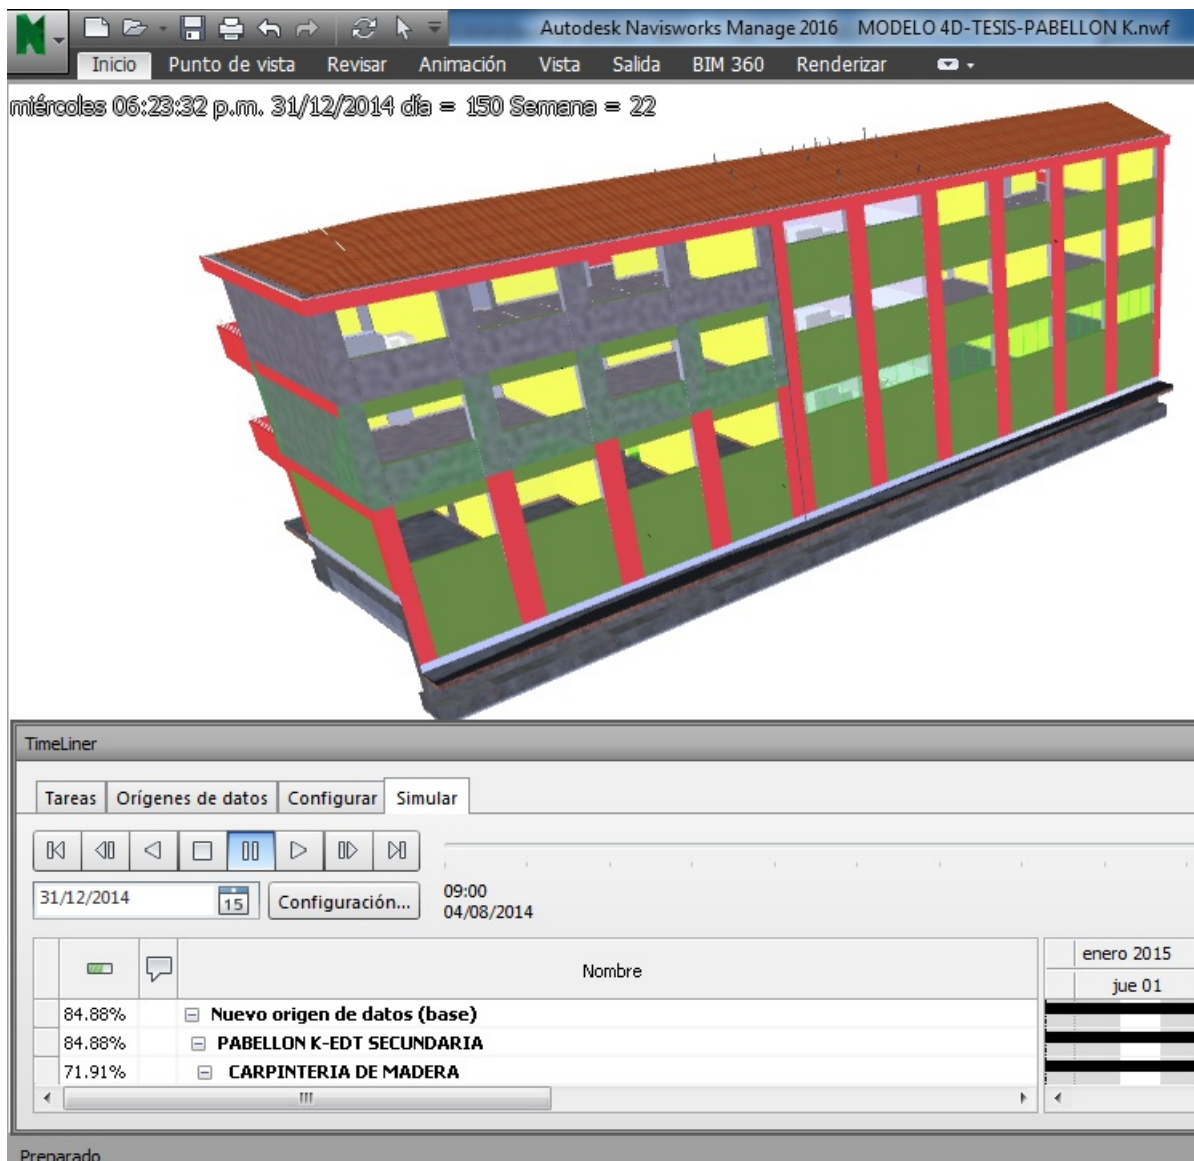 Autodesk Navisworks Manage 2016 MODELO 4D-TESIS-PABELLON K.nwf
Inicio Punto de vista Revisar Animación Vista Salida BIM 360 Renderizar
miércoles 06:23:32 p.m. 31/12/2014 día = 150 Semana = 22
TimeLiner
Tareas Orígenes de datos Configurar Simular
31/12/2014 15 Configuración... 09:00
04/08/2014
Nombre enero 2015
jue 01
84.88% Nuevo origen de datos (base)
84.88% PABELLON K-EDT SECUNDARIA
71.91% CARPINTERIA DE MADERA
Preparado